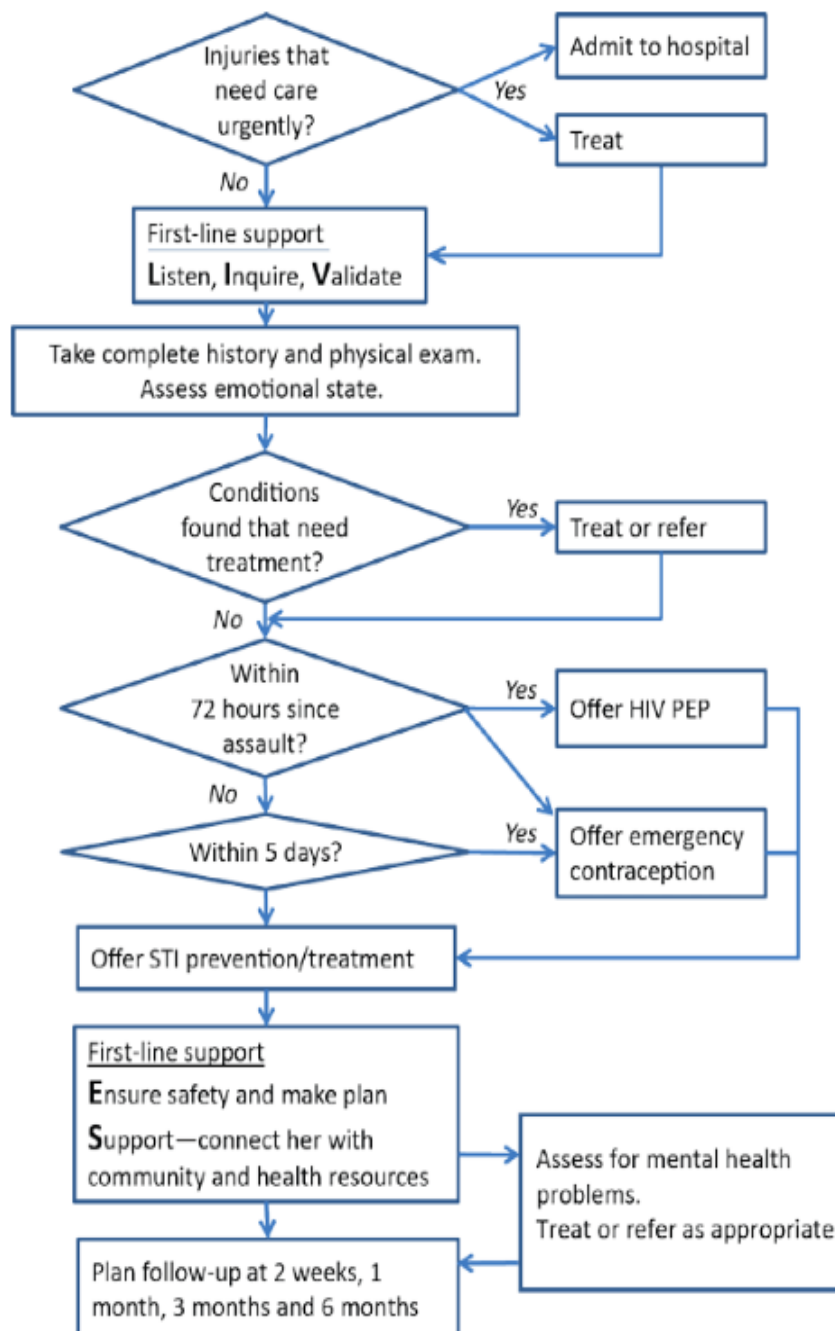 Injuries that
need care
urgently?
Yes
Admit to hospital
Treat
No
First-line support
Listen, Inquire, Validate
Take complete history and physical exam.
Assess emotional state.
Conditions
found that need
treatment?
Yes
Treat or refer
No
Within
72 hours since
assault?
Yes
Offer HIV PEP
No
Within 5 days?
Yes
Offer emergency
contraception
Offer STI prevention/treatment
First-line support
Ensure safety and make plan
Support—connect her with
community and health resources
Assess for mental health
problems.
Treat or refer as appropriate
Plan follow-up at 2 weeks, 1
month, 3 months and 6 months